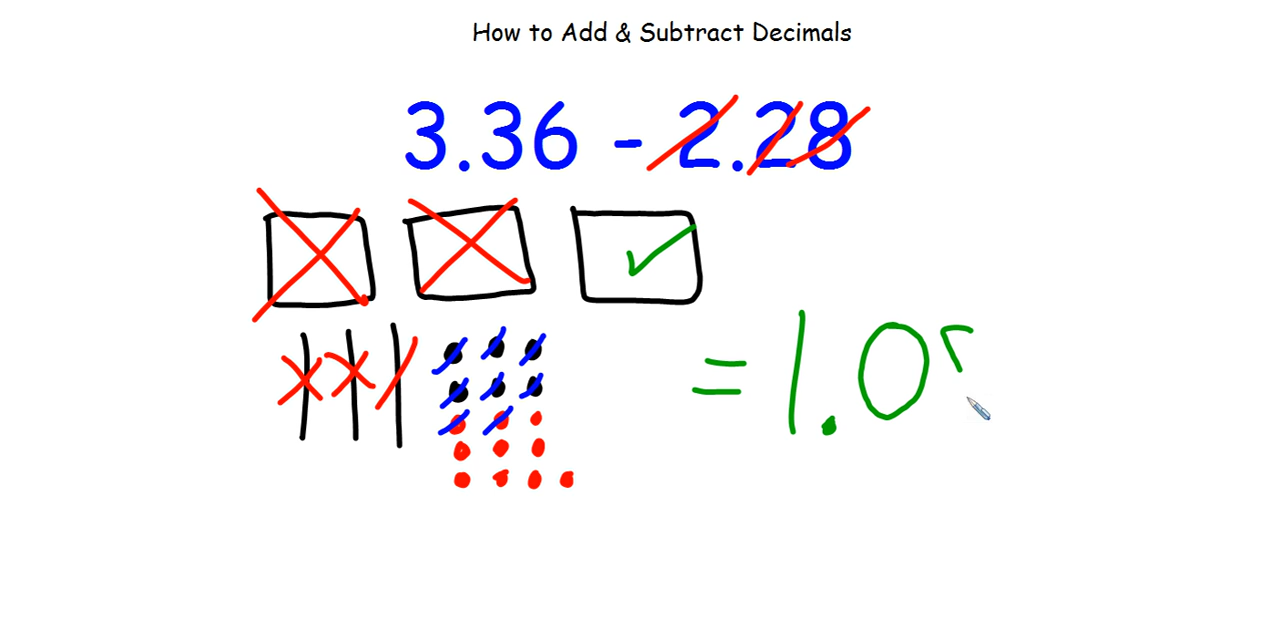 How to Add & Subtract Decimals
3.36 - 2.28
= 1.0